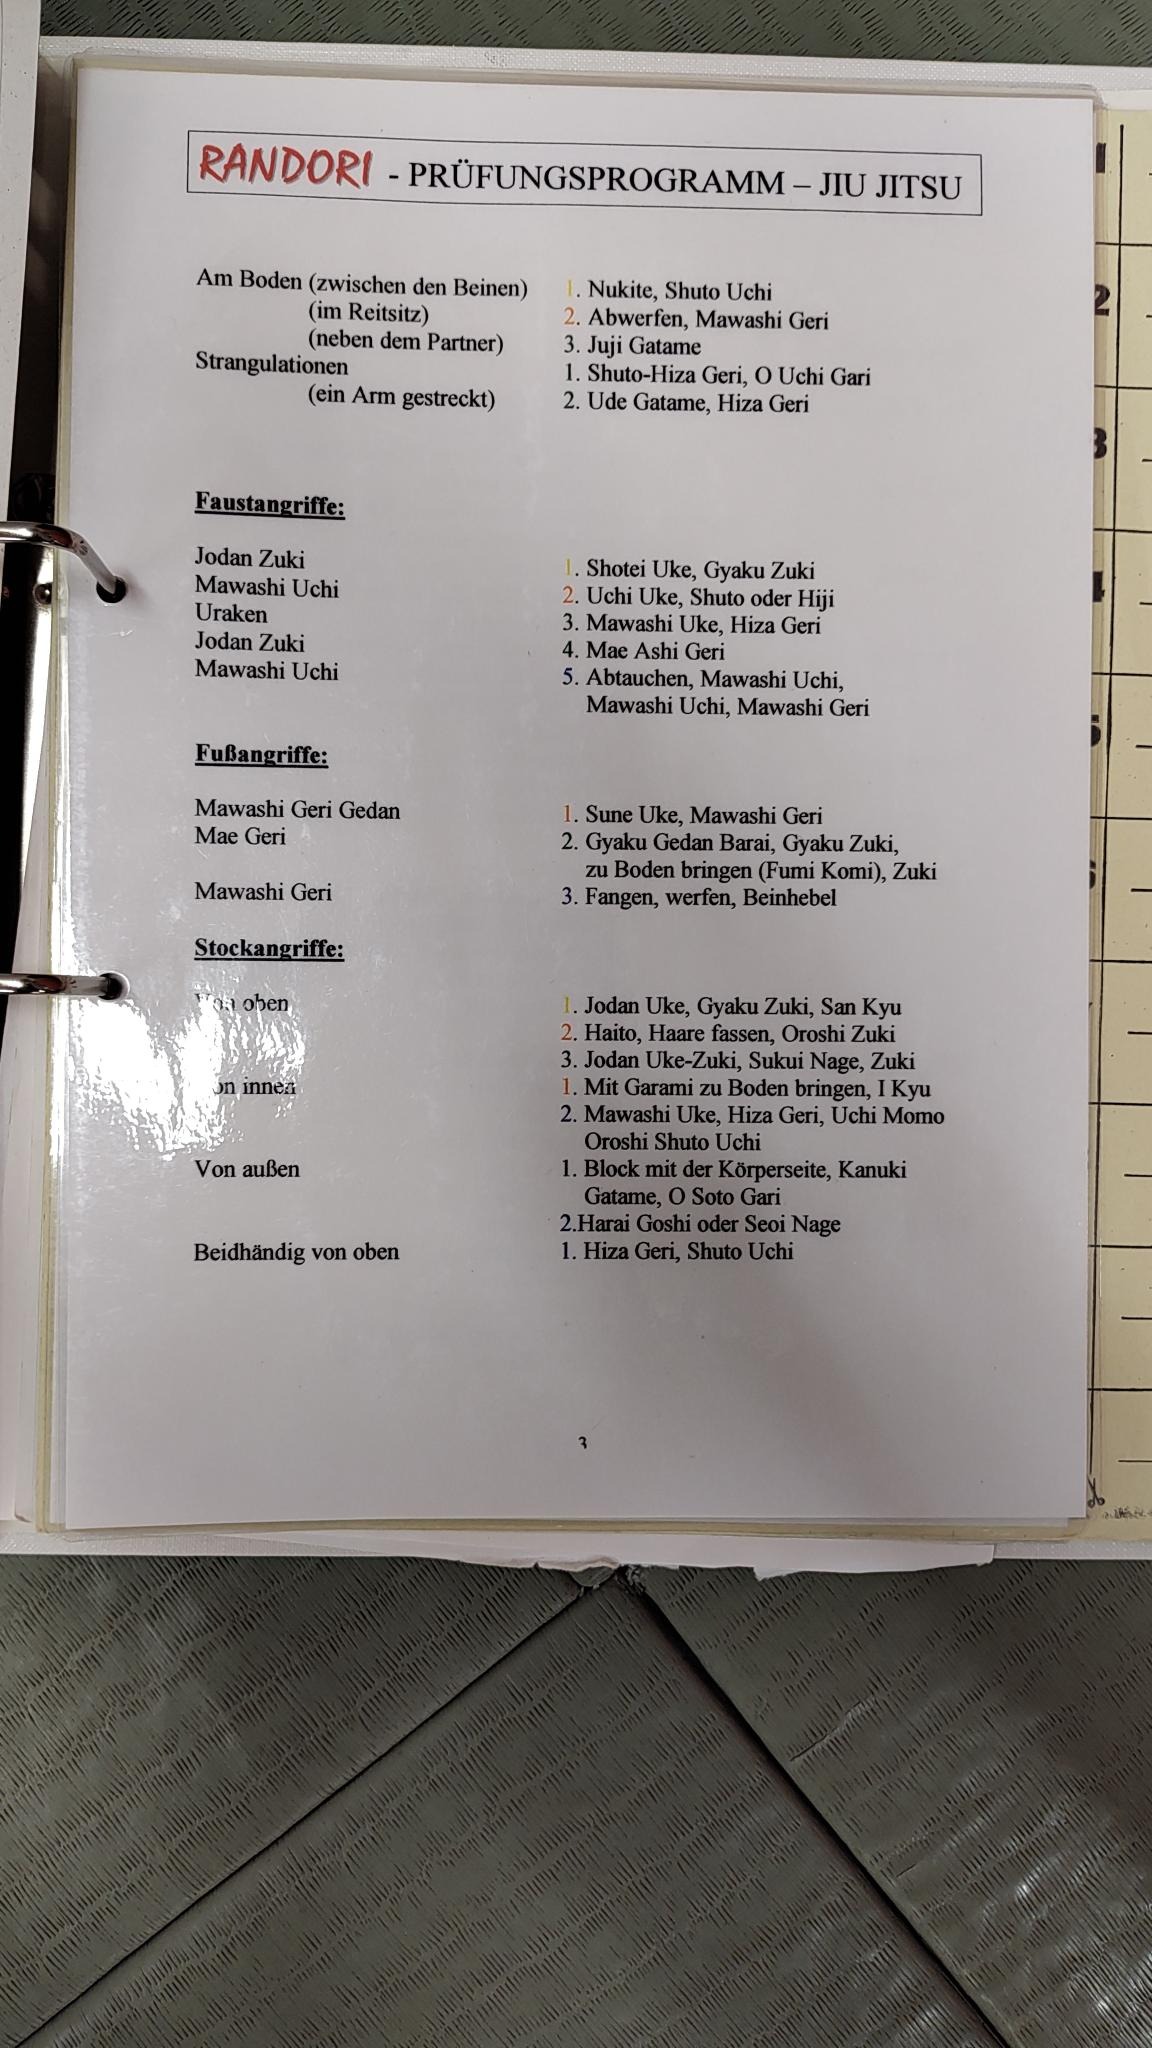 RANDORI - PRÜFUNGSPROGRAMM – JIU JITSU
Am Boden (zwischen den Beinen) 1. Nukite, Shuto Uchi
(im Reitsitz) 2. Abwerfen, Mawashi Geri
(neben dem Partner) 3. Juji Gatame
Strangulationen 1. Shuto-Hiza Geri, O Uchi Gari
(ein Arm gestreckt) 2. Ude Gatame, Hiza Geri
Faustangriffe:
Jodan Zuki 1. Shotei Uke, Gyaku Zuki
Mawashi Uchi 2. Uchi Uke, Shuto oder Hiji
Uraken 3. Mawashi Uke, Hiza Geri
Jodan Zuki 4. Mae Ashi Geri
Mawashi Uchi 5. Abtauchen, Mawashi Uchi,
Mawashi Uchi, Mawashi Geri
Fußangriffe:
Mawashi Geri Gedan 1. Sune Uke, Mawashi Geri
Mae Geri 2. Gyaku Gedan Barai, Gyaku Zuki,
zu Boden bringen (Fumi Komi), Zuki
Mawashi Geri 3. Fangen, werfen, Beinhebel
Stockangriffe:
Von oben 1. Jodan Uke, Gyaku Zuki, San Kyu
2. Haito, Haare fassen, Oroshi Zuki
3. Jodan Uke-Zuki, Sukui Nage, Zuki
Von innen 1. Mit Garami zu Boden bringen, I Kyu
2. Mawashi Uke, Hiza Geri, Uchi Momo
Oroshi Shuto Uchi
Von außen 1. Block mit der Körperseite, Kanuki
Gatame, O Soto Gari
2.Harai Goshi oder Seoi Nage
Beidhändig von oben 1. Hiza Geri, Shuto Uchi
3
1
2
3
4
5
6